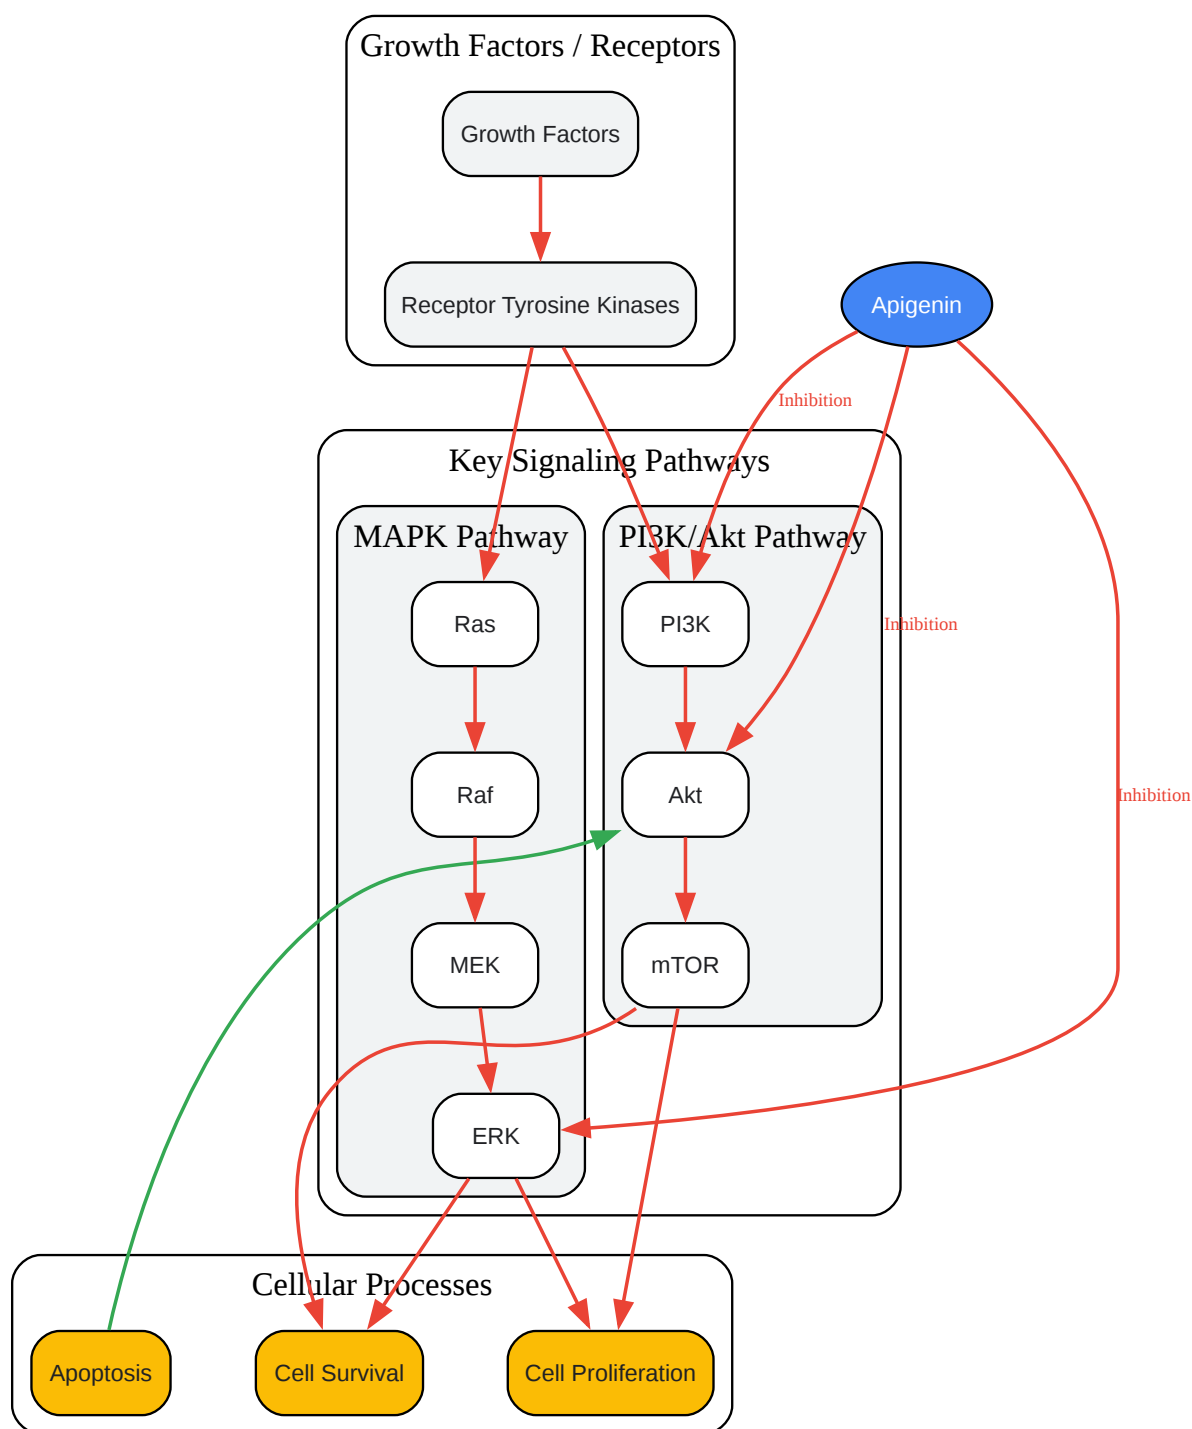 Growth Factors / Receptors
Growth Factors
Receptor Tyrosine Kinases
Apigenin
Inhibition
Key Signaling Pathways
MAPK Pathway
PI3K/Akt Pathway
Ras
PI3K
Inhibition
Raf
Akt
Inhibition
MEK
mTOR
ERK
Cellular Processes
Apoptosis
Cell Survival
Cell Proliferation